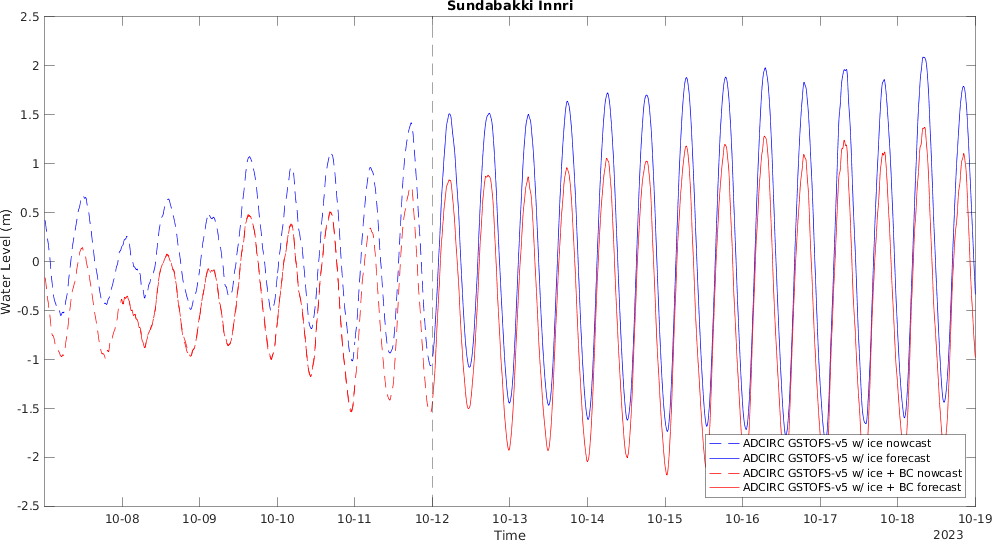 Sundabakki Innri
2.5
2
1.5
1
0.5
0
-0.5
-1
-1.5
-2
-2.5
Water Level (m)
ADCIRC GSTOFS-v5 w/ ice nowcast
ADCIRC GSTOFS-v5 w/ ice forecast
ADCIRC GSTOFS-v5 w/ ice + BC nowcast
ADCIRC GSTOFS-v5 w/ ice + BC forecast
10-08 10-09 10-10 10-11 10-12 10-13 10-14 10-15 10-16 10-17 10-18 10-19
Time
2023